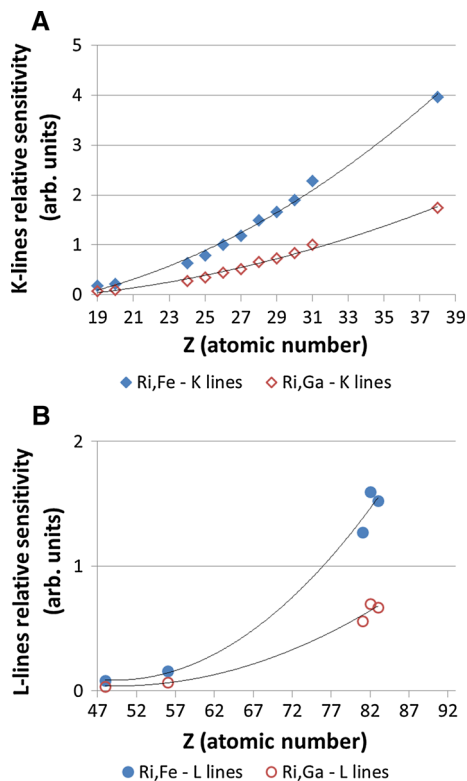 A
K-lines relative sensitivity
(arb. units)
5
4
3
2
1
0
19 21 23 25 27 29 31 33 35 37 39
Z (atomic number)
Ri,Fe - K lines Ri,Ga - K lines
B
L-lines relative sensitivity
(arb. units)
2
1
0
47 52 57 62 67 72 77 82 87 92
Z (atomic number)
Ri,Fe - L lines Ri,Ga - L lines